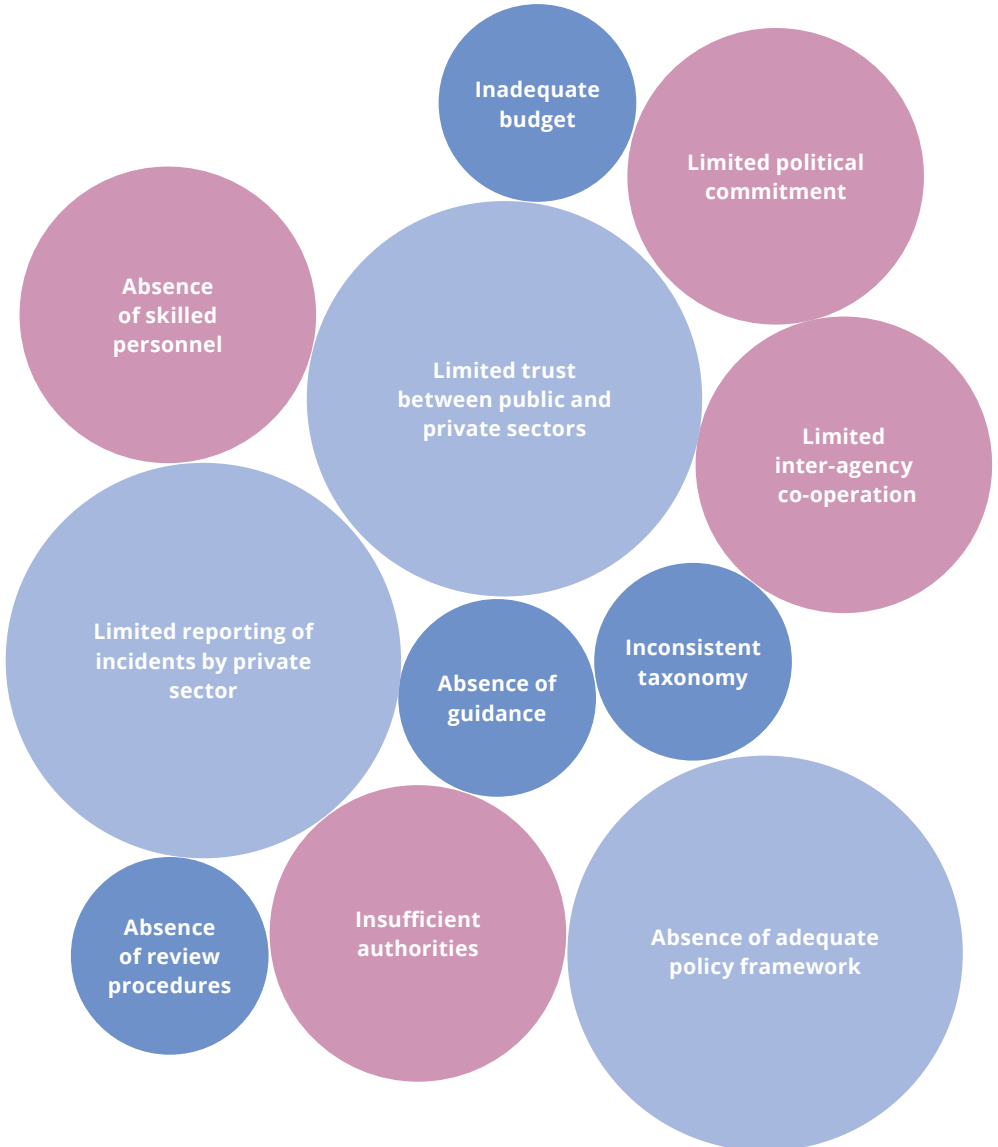 Inadequate
budget
Limited political
commitment
Absence
of skilled
personnel
Limited trust
between public and
private sectors
Limited
inter-agency
co-operation
Limited reporting of
incidents by private
sector
Absence of
guidance
Inconsistent
taxonomy
Absence
of review
procedures
Insufficient
authorities
Absence of adequate
policy framework